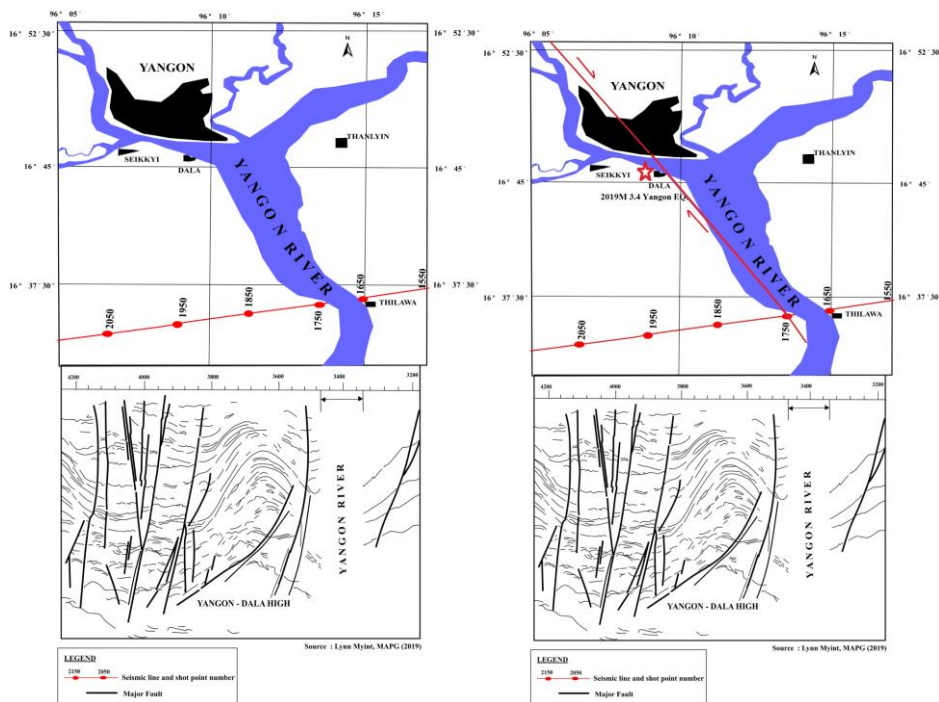 96° 05′ 96° 10′ 96° 15′
16° 52′ 30″ 16° 52′ 30″
N
YANGON
THANLYIN
SEIKKYI
DALA
16° 45′ 16° 45′
YANGON RIVER
16° 37′ 30″ 16° 37′ 30″
2050 1950 1850 1750 1650 1550
THILAWA
4200 4000 3800 3600 3400 3200
YANGON RIVER
YANGON - DALA HIGH
Source : Lynn Myint, MAPG (2019)
LEGEND
2150 2050
Seismic line and shot point number
Major Fault
96° 05′ 96° 10′ 96° 15′
16° 52′ 30″ 16° 52′ 30″
N
YANGON
THANLYIN
SEIKKYI
DALA
2019M 3.4 Yangon EQ.
16° 45′ 16° 45′
YANGON RIVER
16° 37′ 30″ 16° 37′ 30″
2050 1950 1850 1750 1650 1550
THILAWA
4200 4000 3800 3600 3400 3200
YANGON RIVER
YANGON - DALA HIGH
Source : Lynn Myint, MAPG (2019)
LEGEND
2150 2050
Seismic line and shot point number
Major Fault